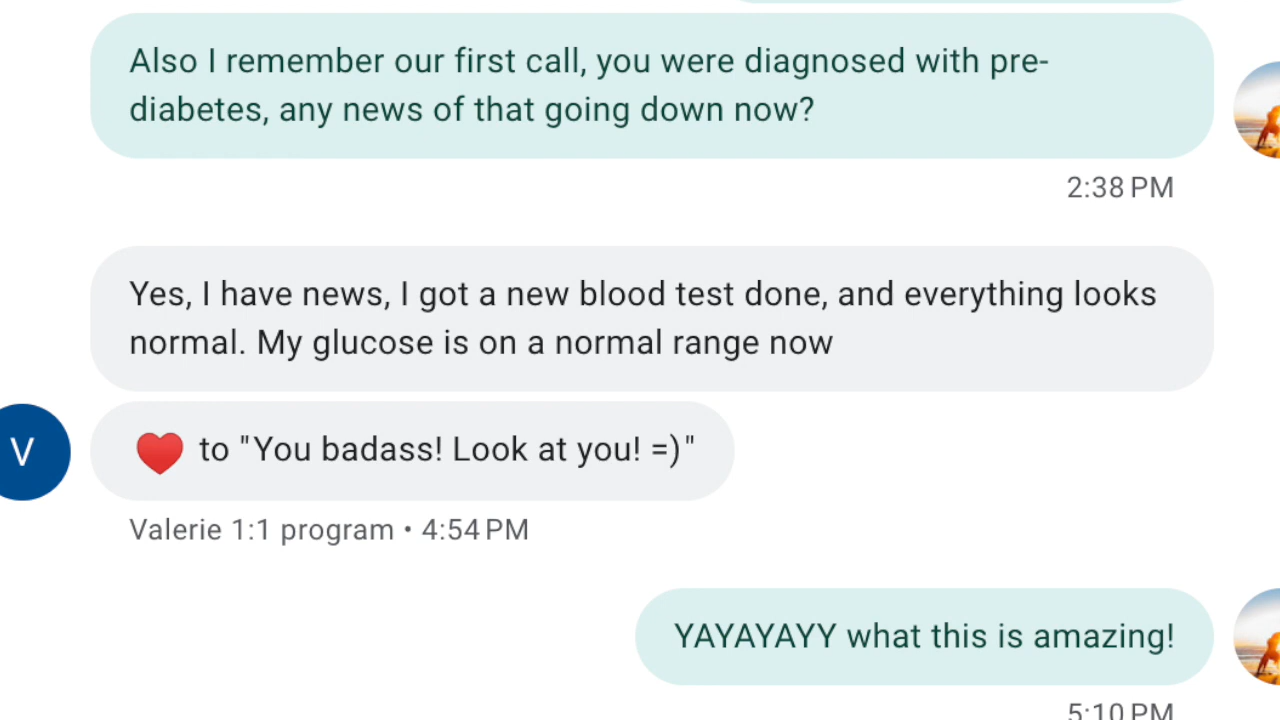 Also I remember our first call, you were diagnosed with pre-
diabetes, any news of that going down now?
2:38 PM
Yes, I have news, I got a new blood test done, and everything looks
normal. My glucose is on a normal range now
V
❤️ to "You badass! Look at you! =)"
Valerie 1:1 program • 4:54 PM
YAYAYAYY what this is amazing!
5:10 PM